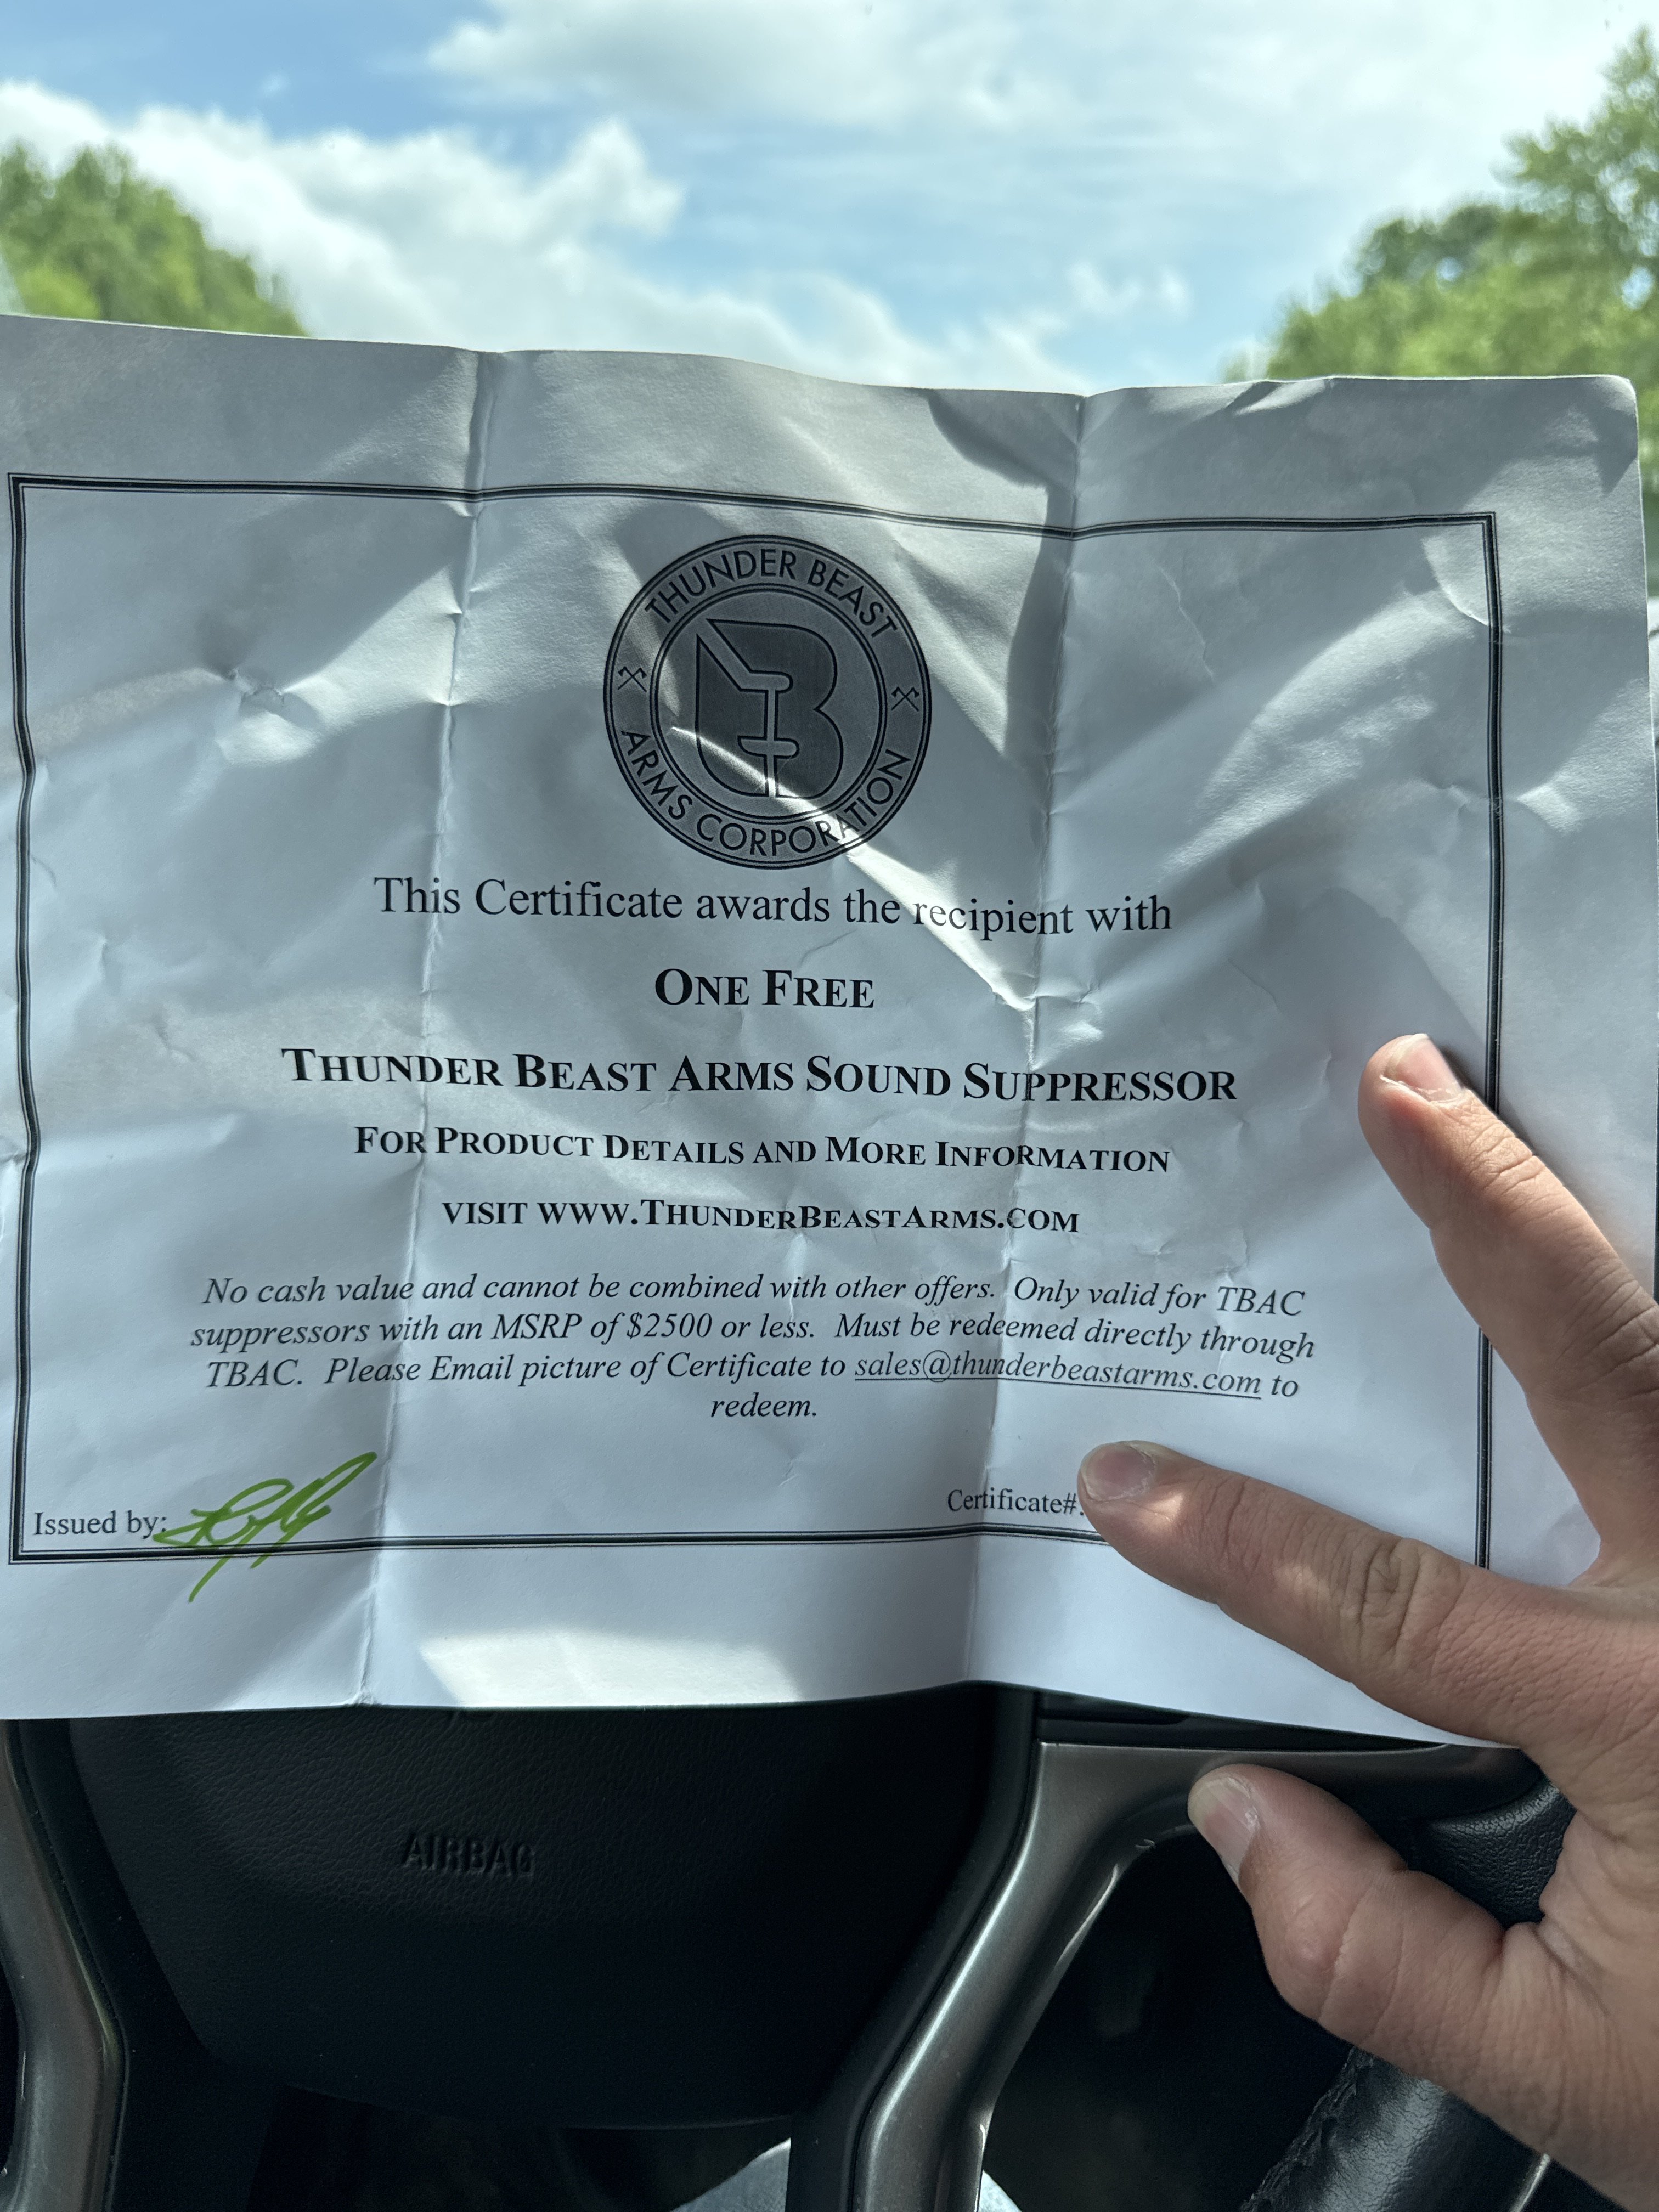 THUNDER BEAST
ARMS CORPORATION
This Certificate awards the recipient with
ONE FREE
THUNDER BEAST ARMS SOUND SUPPRESSOR
FOR PRODUCT DETAILS AND MORE INFORMATION
VISIT WWW.THUNDERBEASTARMS.COM
No cash value and cannot be combined with other offers. Only valid for TBAC
suppressors with an MSRP of $2500 or less. Must be redeemed directly through
TBAC. Please Email picture of Certificate to sales@thunderbeastarms.com to
redeem.
Issued by:
Certificate#:
AIRBAG